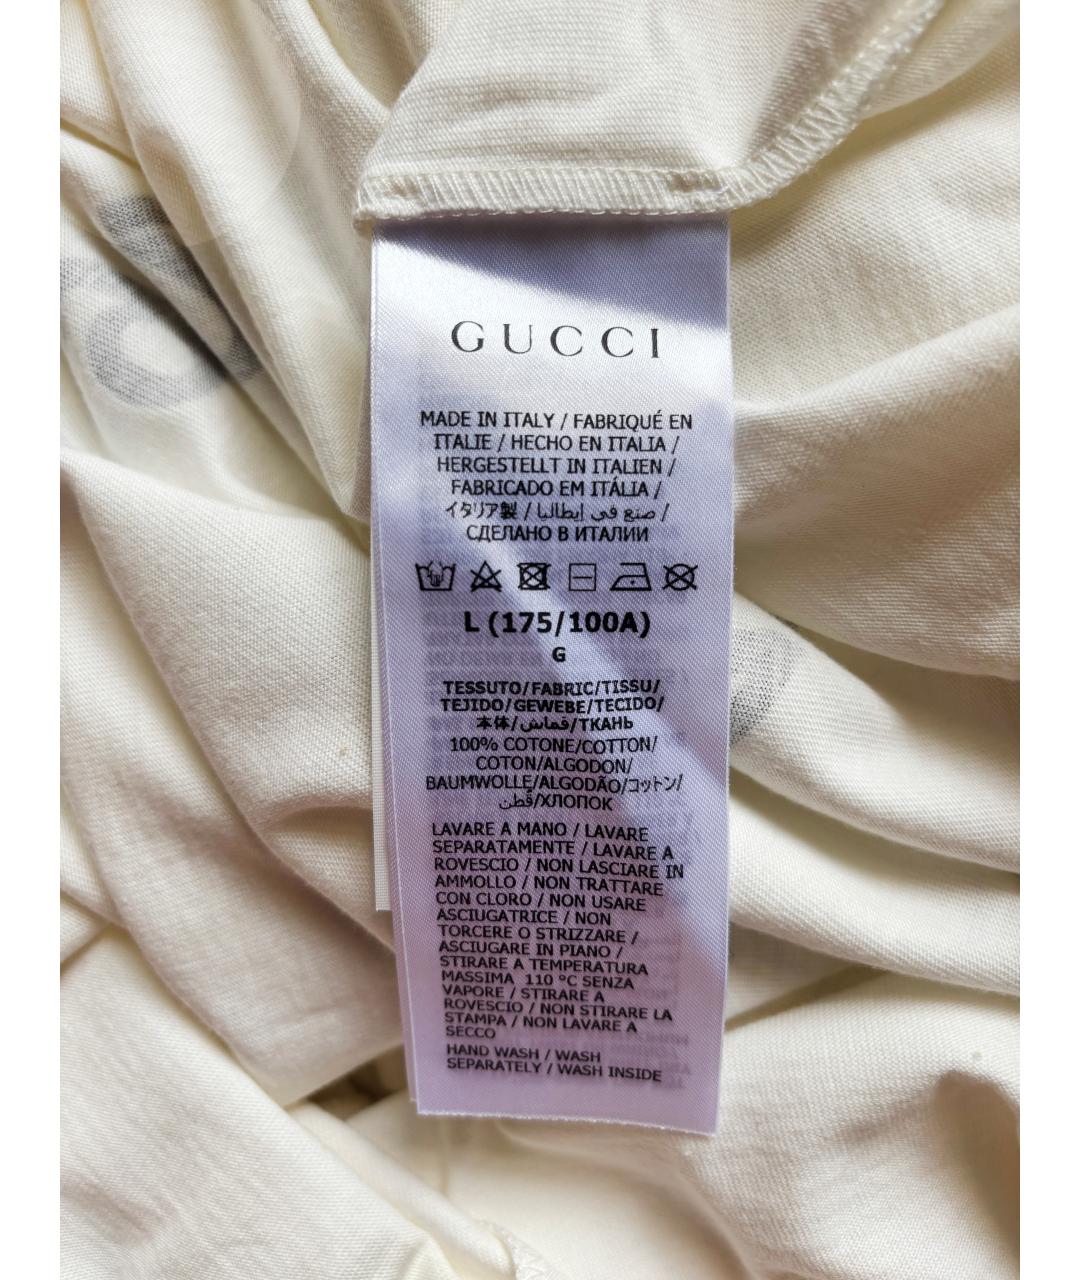 GUCCI
MADE IN ITALY / FABRIQUÉ EN
ITALIE / HECHO EN ITALIA /
HERGESTELLT IN ITALIEN /
FABRICADO EM ITÁLIA /
イタリア製 / صنع في إيطاليا /
СДЕЛАНО В ИТАЛИИ
L (175/100A)
G
TESSUTO/FABRIC/TISSU/
TEJIDO/GEWEBE/TECIDO/
本体/قماش/ТКАНЬ
100% COTONE/COTTON/
COTON/ALGODON/
BAUMWOLLE/ALGODÃO/コットン/
قطن/ХЛОПОК
LAVARE A MANO / LAVARE
SEPARATAMENTE / LAVARE A
ROVESCIO / NON LASCIARE IN
AMMOLLO / NON TRATTARE
CON CLORO / NON USARE
ASCIUGATRICE / NON
TORCERE O STRIZZARE /
ASCIUGARE IN PIANO /
STIRARE A TEMPERATURA
MASSIMA 110 °C SENZA
VAPORE / STIRARE A
ROVESCIO / NON STIRARE LA
STAMPA / NON LAVARE A
SECCO
HAND WASH / WASH
SEPARATELY / WASH INSIDE